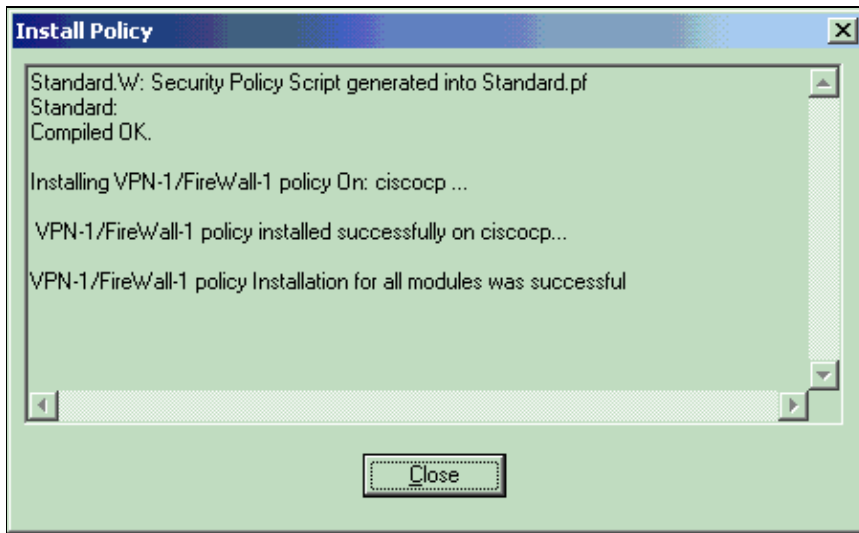 Install Policy
Standard.W: Security Policy Script generated into Standard.pf
Standard:
Compiled OK.
Installing VPN-1/FireWall-1 policy On: ciscocp ...
VPN-1/FireWall-1 policy installed successfully on ciscocp...
VPN-1/FireWall-1 policy Installation for all modules was successful
Close